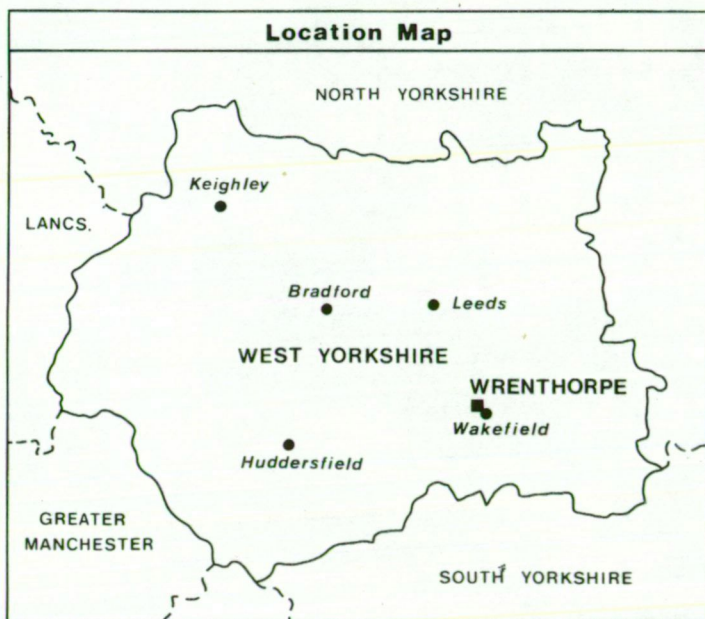 Location Map
NORTH YORKSHIRE
Keighley
LANCS.
Bradford
Leeds
WEST YORKSHIRE
WRENTHORPE
Wakefield
Huddersfield
GREATER
MANCHESTER
SOUTH YORKSHIRE